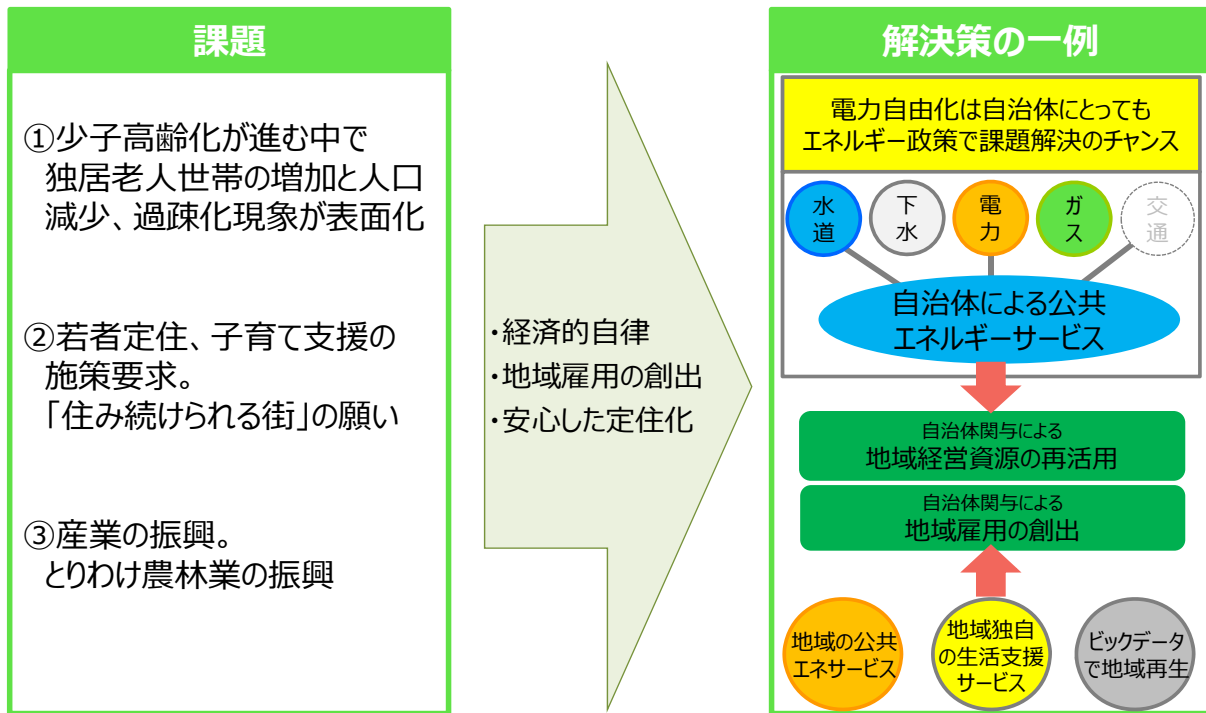 課題
①少子高齢化が進む中で
独居老人世帯の増加と人口
減少、過疎化現象が表面化
②若者定住、子育て支援の
施策要求。
「住み続けられる街」の願い
③産業の振興。
とりわけ農林業の振興
・経済的自律
・地域雇用の創出
・安心した定住化
解決策の一例
電力自由化は自治体にとっても
エネルギー政策で課題解決のチャンス
水道
下水
電力
ガス
交通
自治体による公共
エネルギーサービス
自治体関与による
地域経営資源の再活用
自治体関与による
地域雇用の創出
地域の公共
エネサービス
地域独自
の生活支援
サービス
ビックデータ
で地域再生